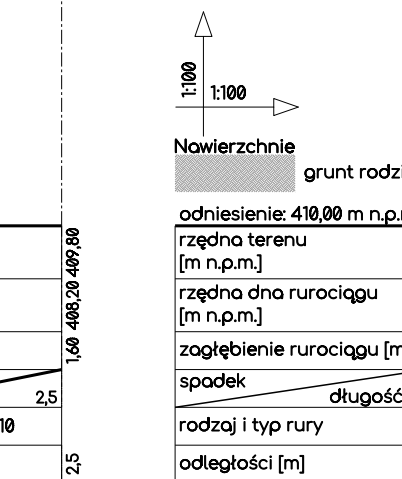 1:100
1:100
Nawierzchnie
grunt
odniesienie: 410,00 m
409,80
rzędna terenu
[m n.p.m.]
408,20
rzędna dna rurociągu
[m n.p.m.]
1,60
zagłębienie rurociągu
2,5
spadek
długość
10
rodzaj i typ rury
2,5
odległości [m]